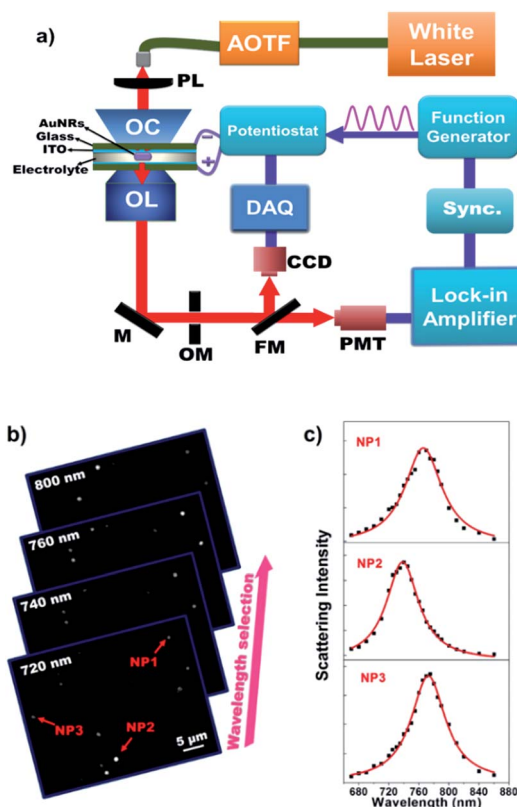 a)
AOTF
White
Laser
PL
AuNRs
Glass
ITO
Electrolyte
OC
OL
Potentiostat
Function
Generator
DAQ
Sync.
CCD
Lock-in
Amplifier
M
OM
FM
PMT
b)
800 nm
760 nm
740 nm
720 nm
NP1
NP3
NP2
5 μm
Wavelength selection
c)
NP1
NP2
NP3
Scattering Intensity
680 720 760 800 840 880
Wavelength (nm)